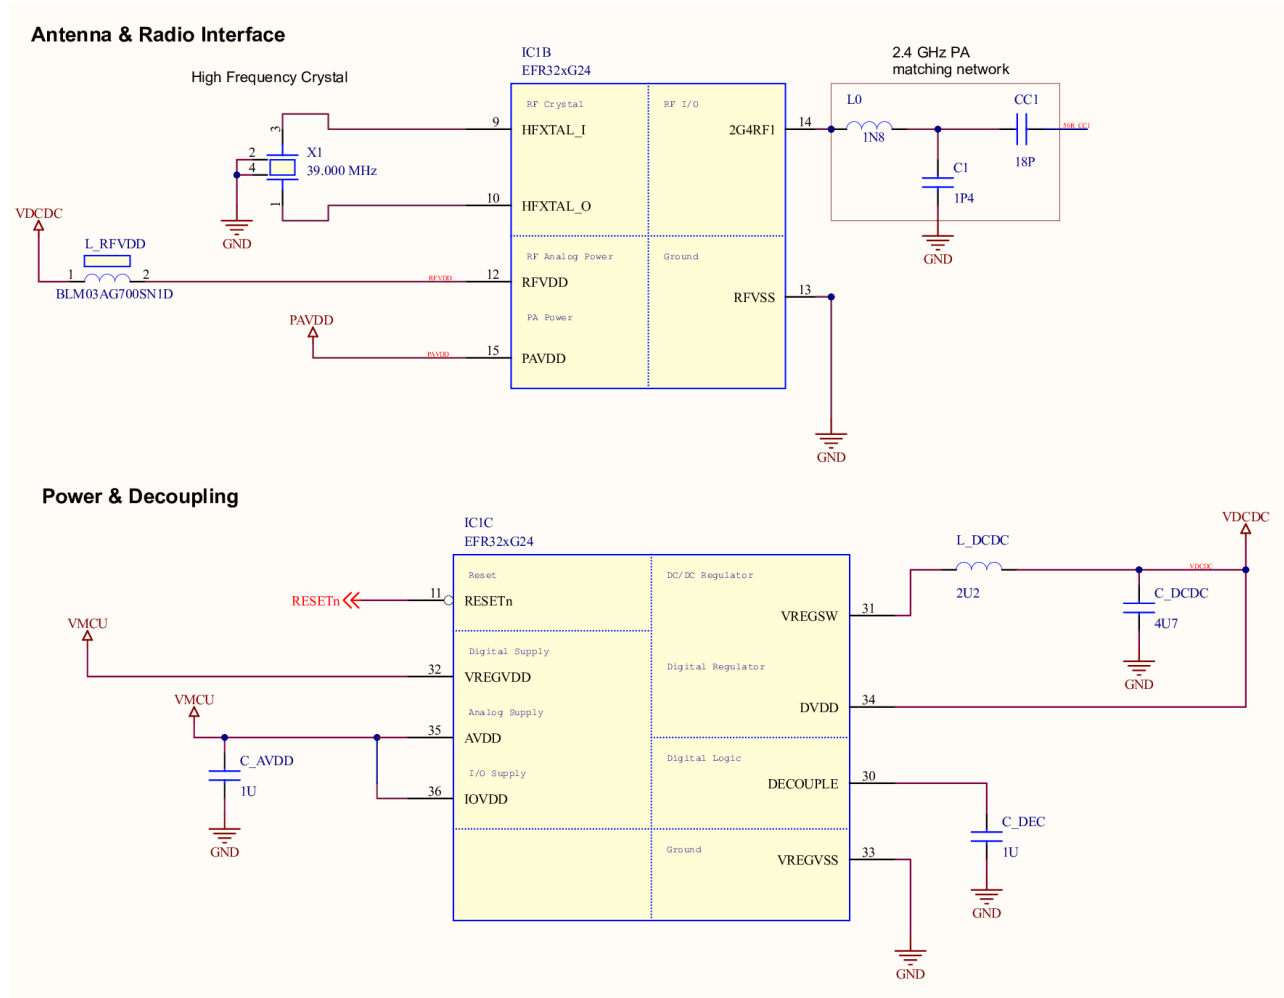 Antenna & Radio Interface
High Frequency Crystal
IC1B
EFR32xG24
2.4 GHz PA
matching network
RF Crystal
RF I/O
L0
CC1
3
9
HFXTAL_I
2G4RF1
14
1N8
50R_CC1
2
4
X1
39.000 MHz
C1
18P
1P4
1
10
HFXTAL_O
VDCDC
GND
GND
L_RFVDD
RF Analog Power
Ground
1
2
RFVDD
12
RFVDD
BLM03AG700SN1D
RFVSS
13
PAVDD
PA Power
PAVDD
15
PAVDD
GND
Power & Decoupling
IC1C
EFR32xG24
VDCDC
L_DCDC
Reset
DC/DC Regulator
VDCDC
RESETn
11
RESETn
2U2
C_DCDC
VREGSW
31
4U7
VMCU
Digital Supply
Digital Regulator
32
VREGVDD
GND
VMCU
Analog Supply
DVDD
34
35
AVDD
C_AVDD
Digital Logic
I/O Supply
DECOUPLE
30
1U
36
IOVDD
C_DEC
GND
Ground
1U
VREGVSS
33
GND
GND